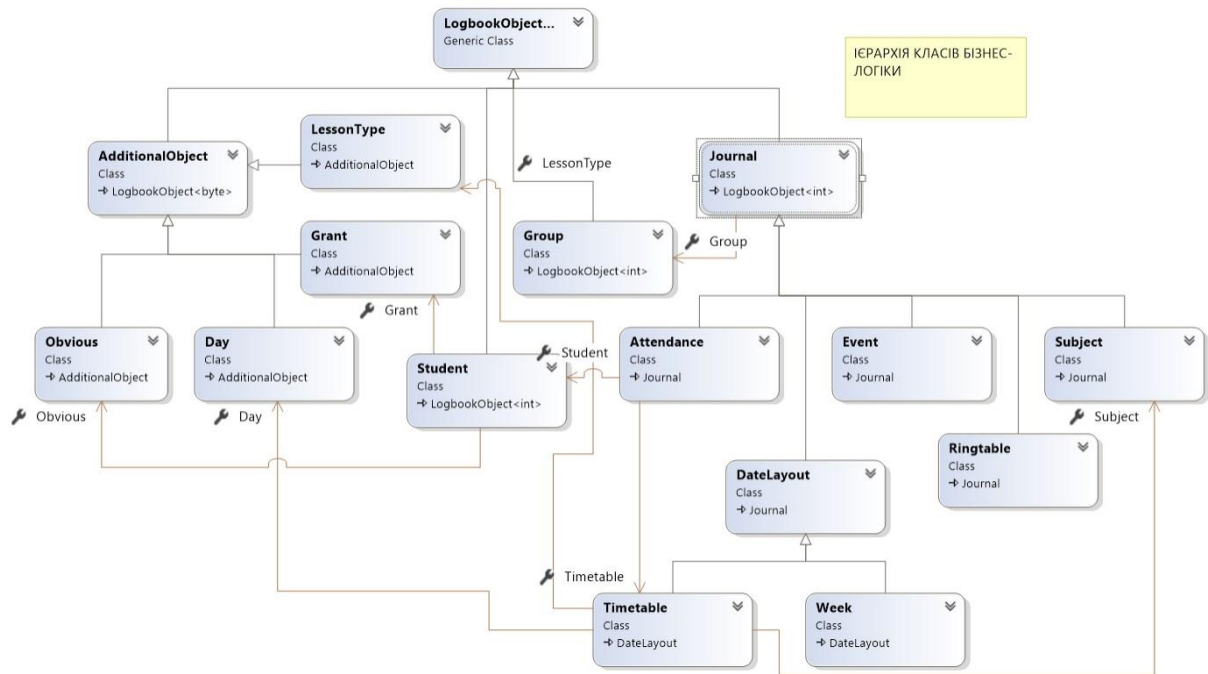 LogbookObject...
Generic Class
ІЄРАРХІЯ КЛАСІВ БІЗНЕС-
ЛОГІКИ
LessonType
Class
AdditionalObject
AdditionalObject
Class
LogbookObject<byte>
LessonType
Journal
Class
LogbookObject<int>
Grant
Class
AdditionalObject
Group
Class
LogbookObject<int>
Group
Grant
Obvious
Class
AdditionalObject
Day
Class
AdditionalObject
Student
Class
LogbookObject<int>
Student
Attendance
Class
Journal
Event
Class
Journal
Subject
Class
Journal
Obvious
Day
Subject
Ringtable
Class
Journal
DateLayout
Class
Journal
Timetable
Timetable
Class
DateLayout
Week
Class
DateLayout